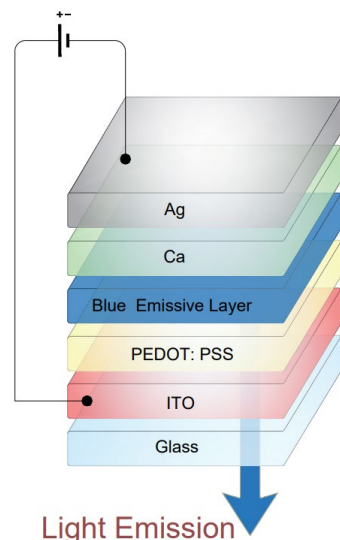 +-
Ag
Ca
Blue Emissive Layer
PEDOT: PSS
ITO
Glass
Light Emission